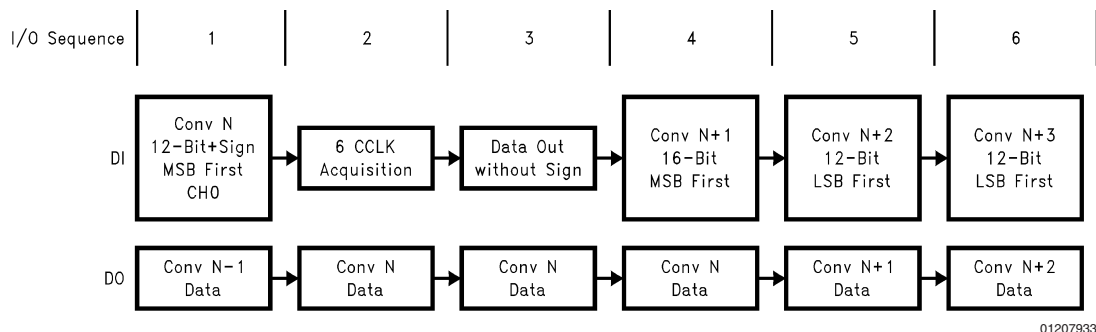 I/O Sequence 1 2 3 4 5 6
DI
Conv N
12-Bit+Sign
MSB First
CH0
6 CCLK
Acquisition
Data Out
without Sign
Conv N+1
16-Bit
MSB First
Conv N+2
12-Bit
LSB First
Conv N+3
12-Bit
LSB First
DO
Conv N-1
Data
Conv N
Data
Conv N
Data
Conv N
Data
Conv N+1
Data
Conv N+2
Data
01207933